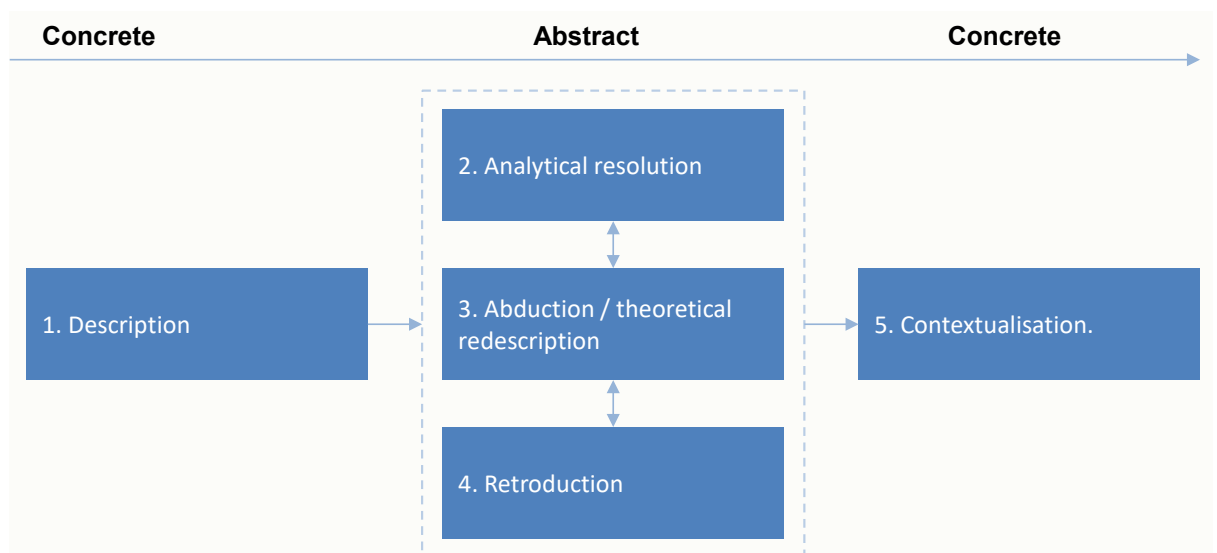 Concrete
Abstract
Concrete
2. Analytical resolution
1. Description
3. Abduction / theoretical
redescription
5. Contextualisation.
4. Retroduction